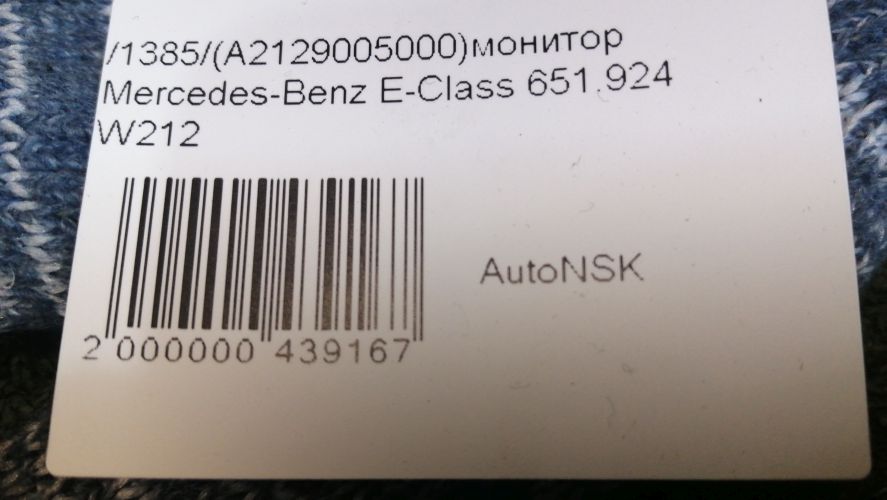 /1385/(A2129005000)монитор
Mercedes-Benz E-Class 651.924
W212
AutoNSK
2 000000 439167